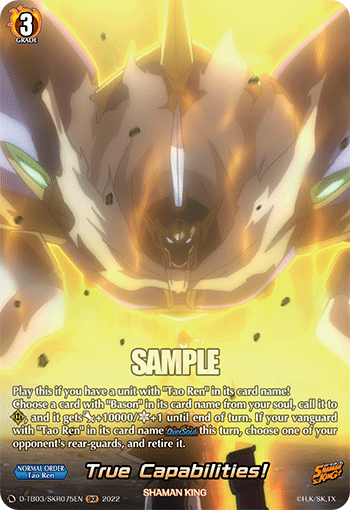 3
GRADE
SAMPLE
Play this if you have a unit with "Tao Ren" in its card name!
Choose a card with "Bason" in its card name from your soul, call it to
, and it gets +10000/ +1 until end of turn. If your vanguard
with "Tao Ren" in its card name OverSoul this turn, choose one of your
opponent's rear-guards, and retire it.
NORMAL ORDER
Tao Ren
True Capabilities!
D-TB03/SKR075EN 2022
SHAMAN KING
SHAMAN KING
©H,K/SK,TX